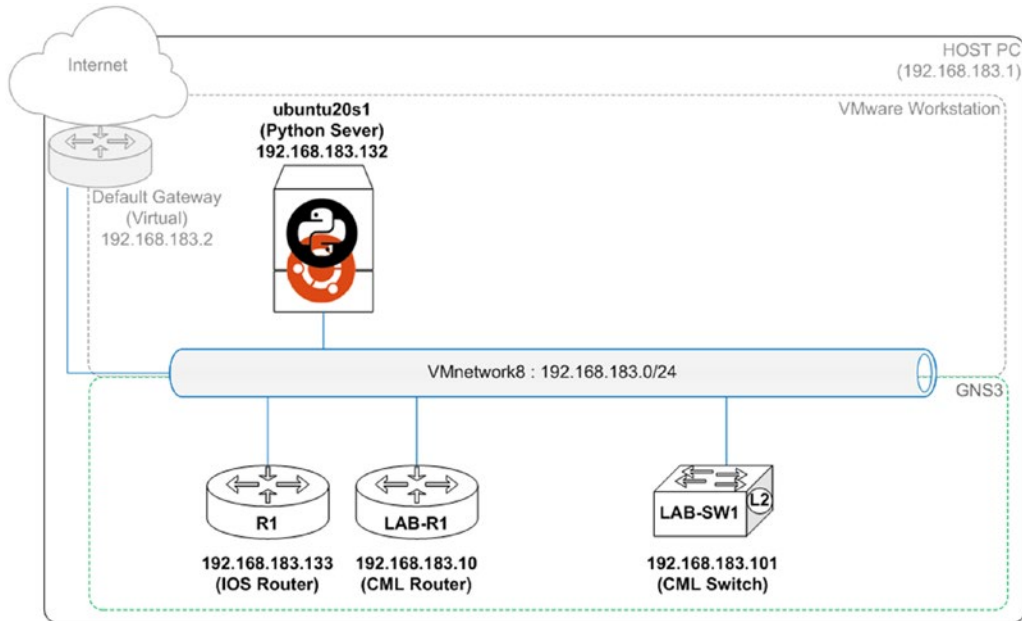 Internet
HOST PC
(192.168.183.1)
VMware Workstation
ubuntu20s1
(Python Sever)
192.168.183.132
Default Gateway
(Virtual)
192.168.183.2
VMnetwork8 : 192.168.183.0/24
GNS3
R1
LAB-R1
LAB-SW1
L2
192.168.183.133
(IOS Router)
192.168.183.10
(CML Router)
192.168.183.101
(CML Switch)